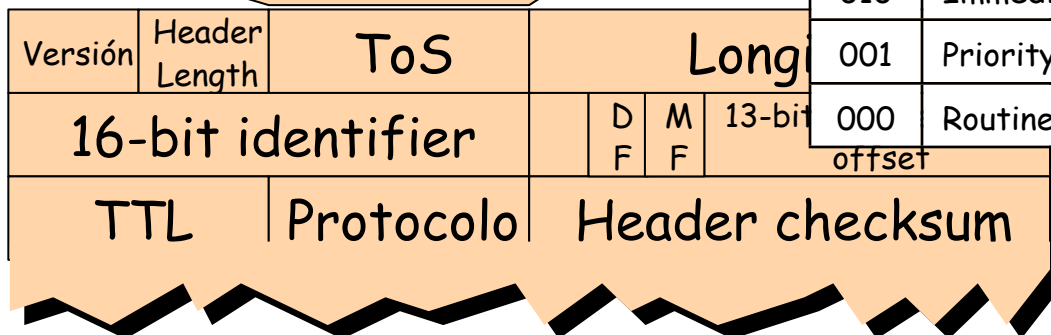 Versión
Header
Length
ToS
Longi
001 Priority
16-bit identifier
D
F
M
F
13-bit
offset
000 Routine
TTL Protocolo Header checksum